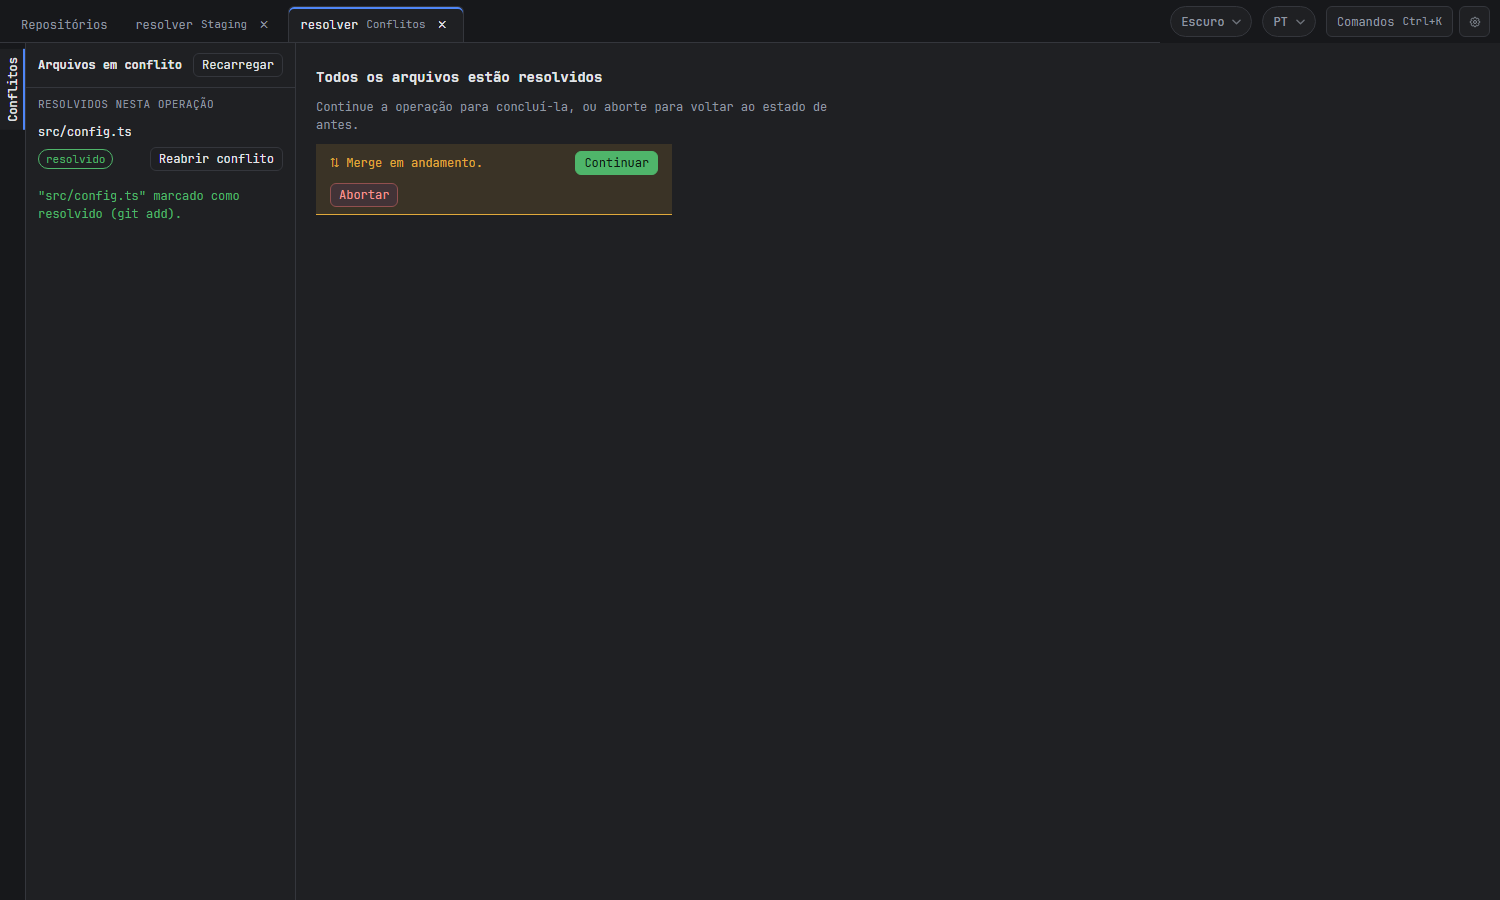 Repositórios
resolver Staging ×
resolver Conflitos ×
Escuro
PT
Comandos Ctrl+K
Conflitos
Arquivos em conflito
Recarregar
RESOLVIDOS NESTA OPERAÇÃO
src/config.ts
resolvido
Reabrir conflito
"src/config.ts" marcado como
resolvido (git add).
Todos os arquivos estão resolvidos
Continue a operação para concluí-la, ou aborte para voltar ao estado de
antes.
⇅ Merge em andamento.
Continuar
Abortar